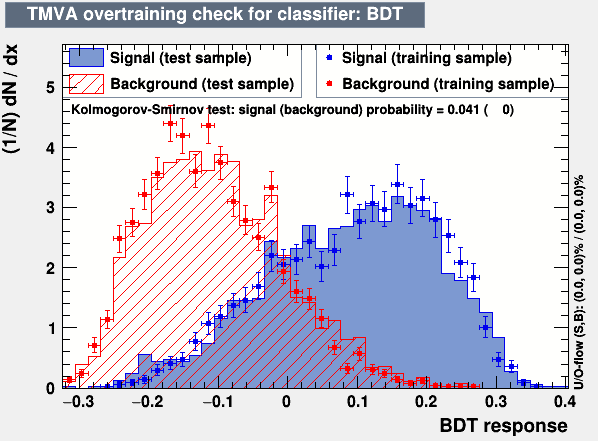 TMVA overtraining check for classifier: BDT
(1/N) dN / dx
Signal (test sample)
Background (test sample)
Signal (training sample)
Background (training sample)
Kolmogorov-Smirnov test: signal (background) probability = 0.041 ( 0)
5
4
3
2
1
0
−0.3 −0.2 −0.1 0 0.1 0.2 0.3 0.4
BDT response
U/O-flow (S,B): (0.0, 0.0)% / (0.0, 0.0)%